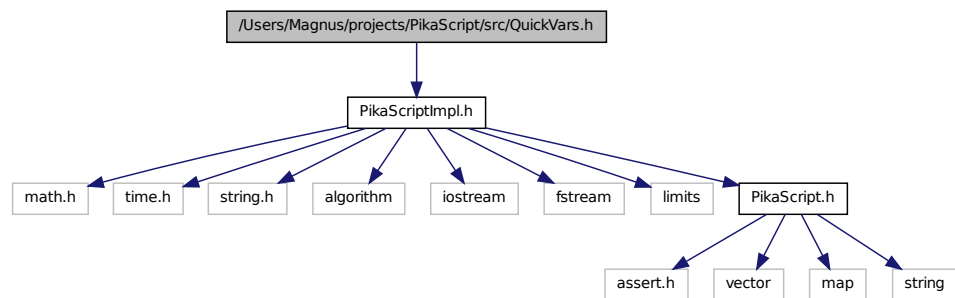 /Users/Magnus/projects/PikaScript/src/QuickVars.h
PikaScriptImpl.h
math.h
time.h
string.h
algorithm
iostream
fstream
limits
PikaScript.h
assert.h
vector
map
string